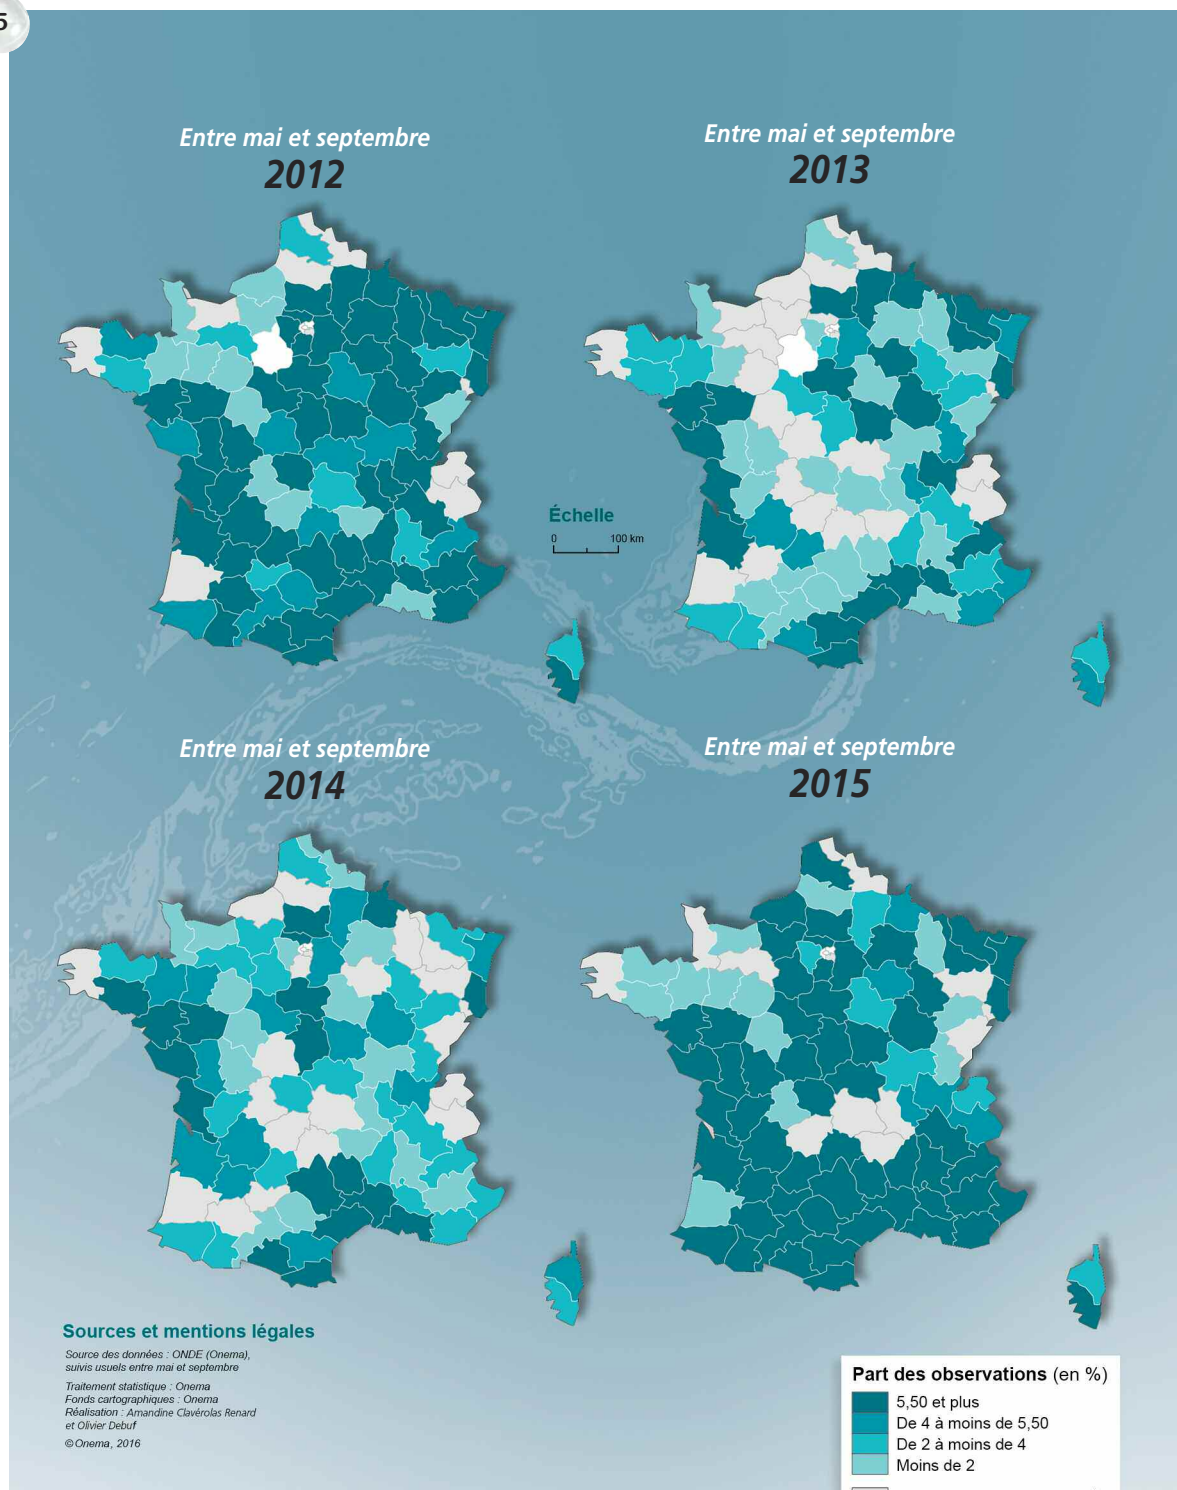 5
Entre mai et septembre
2012
Entre mai et septembre
2013
Échelle
0 100 km
Entre mai et septembre
2014
Entre mai et septembre
2015
Sources et mentions légales
Source des données : ONDE (Onema),
suivis usuels entre mai et septembre
Traitement statistique : Onema
Fonds cartographiques : Onema
Réalisation : Amandine Clavérolas Renard
et Olivier Debuf
©Onema, 2016
Part des observations (en %)
5,50 et plus
De 4 à moins de 5,50
De 2 à moins de 4
Moins de 2